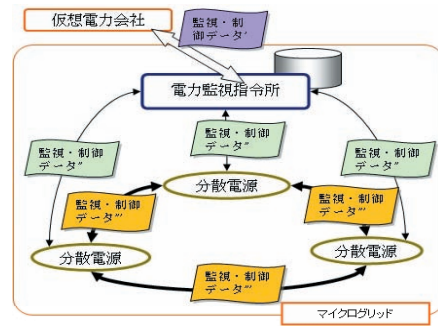 仮想電力会社
監視・制
御データ'
電力監視指令所
監視・制御
データ"
監視・制御
データ"
監視・制御
データ"
分散電源
監視・制御
データ"'
監視・制御
データ"'
分散電源
分散電源
監視・制御
データ"'
マイクログリッド